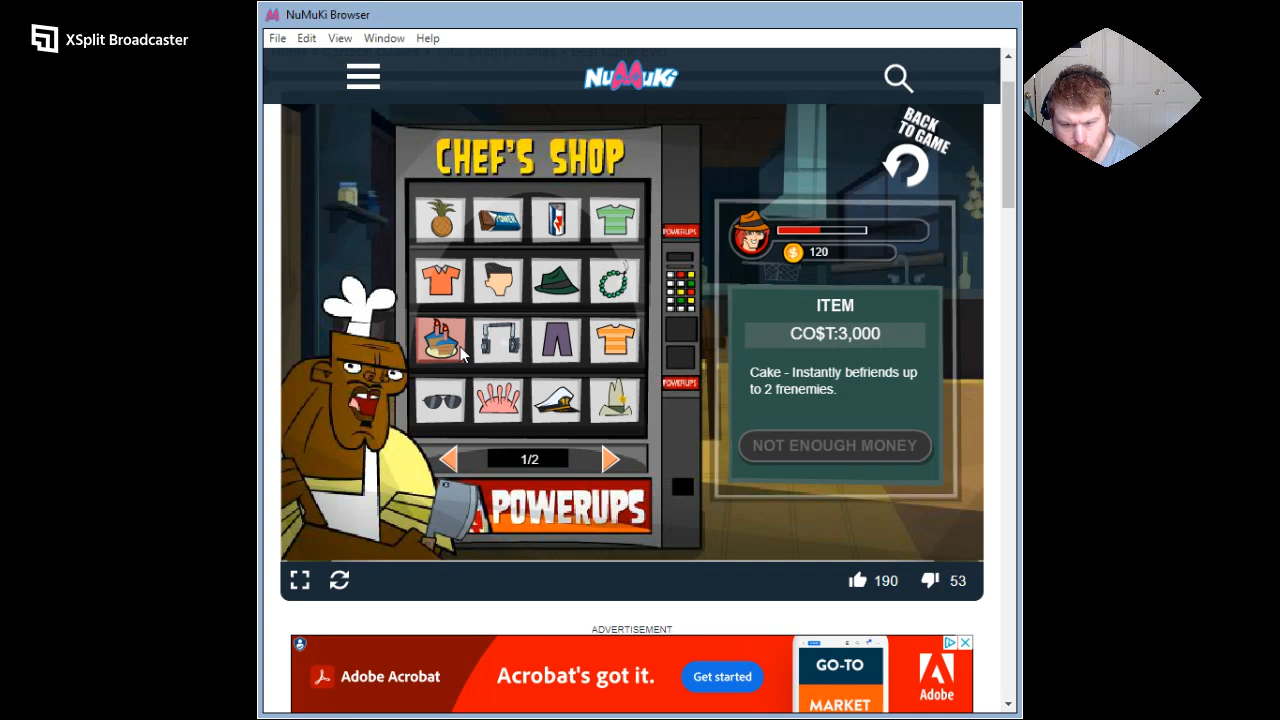 XSplit Broadcaster
NuMuKi Browser
File Edit View Window Help
NuMuKi
BACK TO GAME
CHEF'S SHOP
POWER
POWERUPS
120
ITEM
CO$T:3,000
Cake - Instantly befriends up
to 2 frenemies.
POWERUPS
NOT ENOUGH MONEY
1/2
POWERUPS
190 53
ADVERTISEMENT
Adobe Acrobat
Acrobat's got it.
Get started
GO-TO
MARKET
Adobe